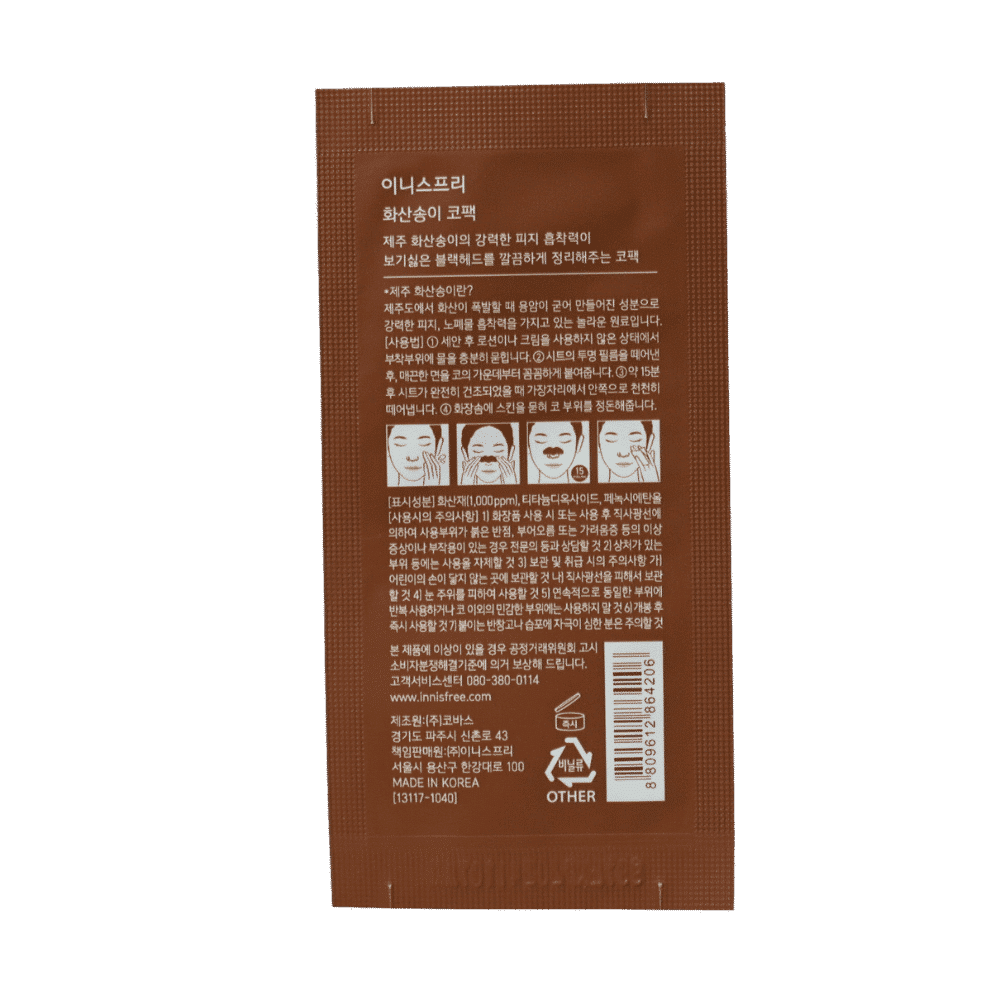 이니스프리
화산송이 코팩
제주 화산송이의 강력한 피지 흡착력이
보기싫은 블랙헤드를 깔끔하게 정리해주는 코팩
*제주 화산송이란?
제주도에서 화산이 폭발할 때 용암이 굳어 만들어진 성분으로
강력한 피지, 노폐물 흡착력을 가지고 있는 놀라운 원료입니다.
[사용법] ① 세안 후 로션이나 크림을 사용하지 않은 상태에서
부착부위에 물을 충분히 묻힙니다. ② 시트의 투명 필름을 떼어낸
후, 매끈한 면을 코의 가운데부터 꼼꼼하게 붙여줍니다. ③ 약 15분
후 시트가 완전히 건조되었을 때 가장자리에서 안쪽으로 천천히
떼어냅니다. ④ 화장솜에 스킨을 묻혀 코 부위를 정돈해줍니다.
15
[표시성분] 화산재(1,000ppm), 티타늄디옥사이드, 페녹시에탄올
[사용시의 주의사항] 1) 화장품 사용 시 또는 사용 후 직사광선에
의하여 사용부위가 붉은 반점, 부어오름 또는 가려움증 등의 이상
증상이나 부작용이 있는 경우 전문의 등과 상담할 것 2) 상처가 있는
부위 등에는 사용을 자제할 것 3) 보관 및 취급 시의 주의사항 가)
어린이의 손이 닿지 않는 곳에 보관할 것 나) 직사광선을 피해서 보관
할 것 4) 눈 주위를 피하여 사용할 것 5) 연속적으로 동일한 부위에
반복 사용하거나 코 이외의 민감한 부위에는 사용하지 말 것 6) 개봉 후
즉시 사용할 것 7) 붙이는 반창고나 습포에 자극이 심한 분은 주의할 것
본 제품에 이상이 있을 경우 공정거래위원회 고시
소비자분쟁해결기준에 의거 보상해 드립니다.
고객서비스센터 080-380-0114
www.innisfree.com
제조원:(주)코바스
경기도 파주시 신촌로 43
책임판매원:(주)이니스프리
서울시 용산구 한강대로 100
MADE IN KOREA
[13117-1040]
즉시
비닐류
OTHER
8 809612 864206